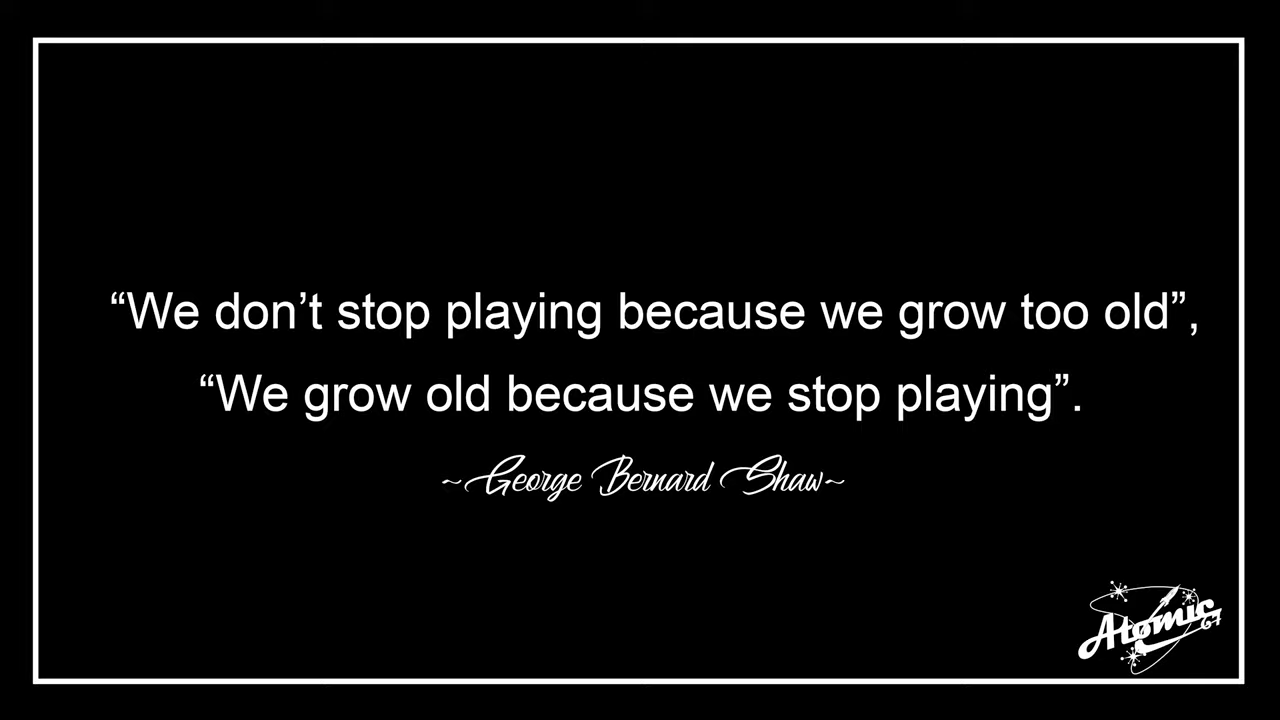 “We don’t stop playing because we grow too old”,
“We grow old because we stop playing”.
~George Bernard Shaw~
Atomic
67